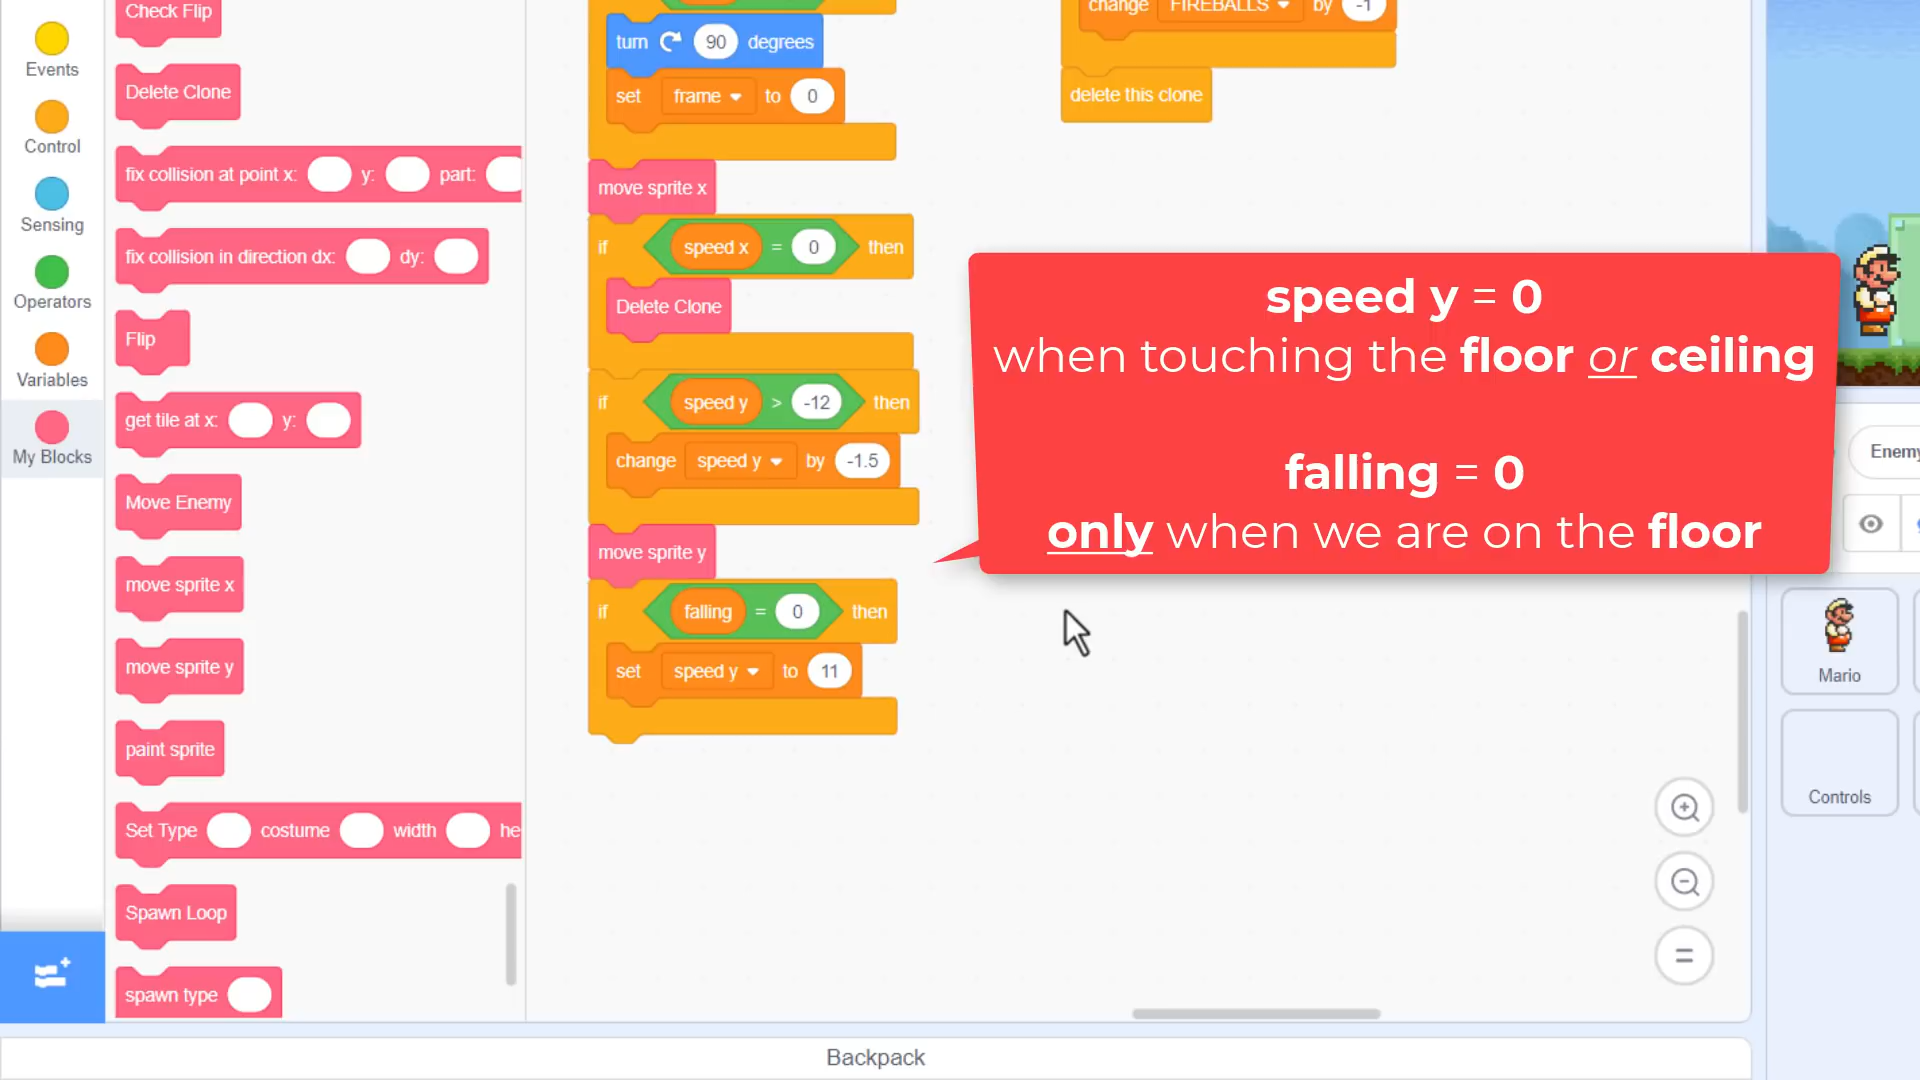 Events
Control
Sensing
Operators
Variables
My Blocks
Check Flip
Delete Clone
fix collision at point x: y: part:
fix collision in direction dx: dy:
Flip
get tile at x: y:
Move Enemy
move sprite x
move sprite y
paint sprite
Set Type costume width he
Spawn Loop
spawn type
turn 90 degrees
set frame to 0
move sprite x
if speed x = 0 then
Delete Clone
if speed y > -12 then
change speed y by -1.5
move sprite y
if falling = 0 then
set speed y to 11
change FIREBALLS by -1
delete this clone
speed y = 0
when touching the floor or ceiling
falling = 0
only when we are on the floor
Enemy
Mario
Controls
Backpack